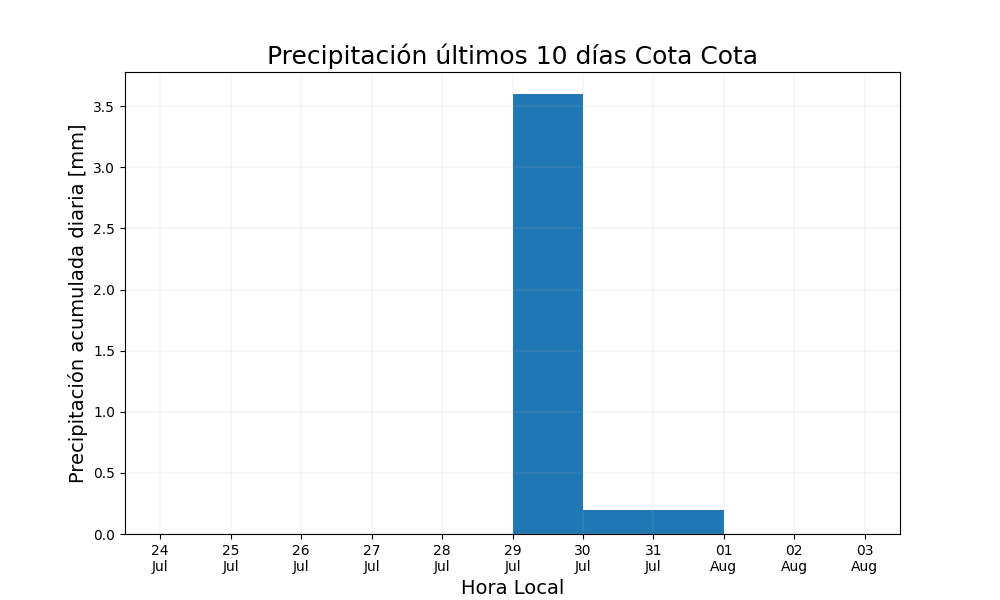 Precipitación últimos 10 días Cota Cota
Precipitación acumulada diaria [mm]
3.5
3.0
2.5
2.0
1.5
1.0
0.5
0.0
24 25 26 27 28 29 30 31 01 02 03
Jul Jul Jul Jul Jul Jul Jul Jul Aug Aug Aug
Hora Local